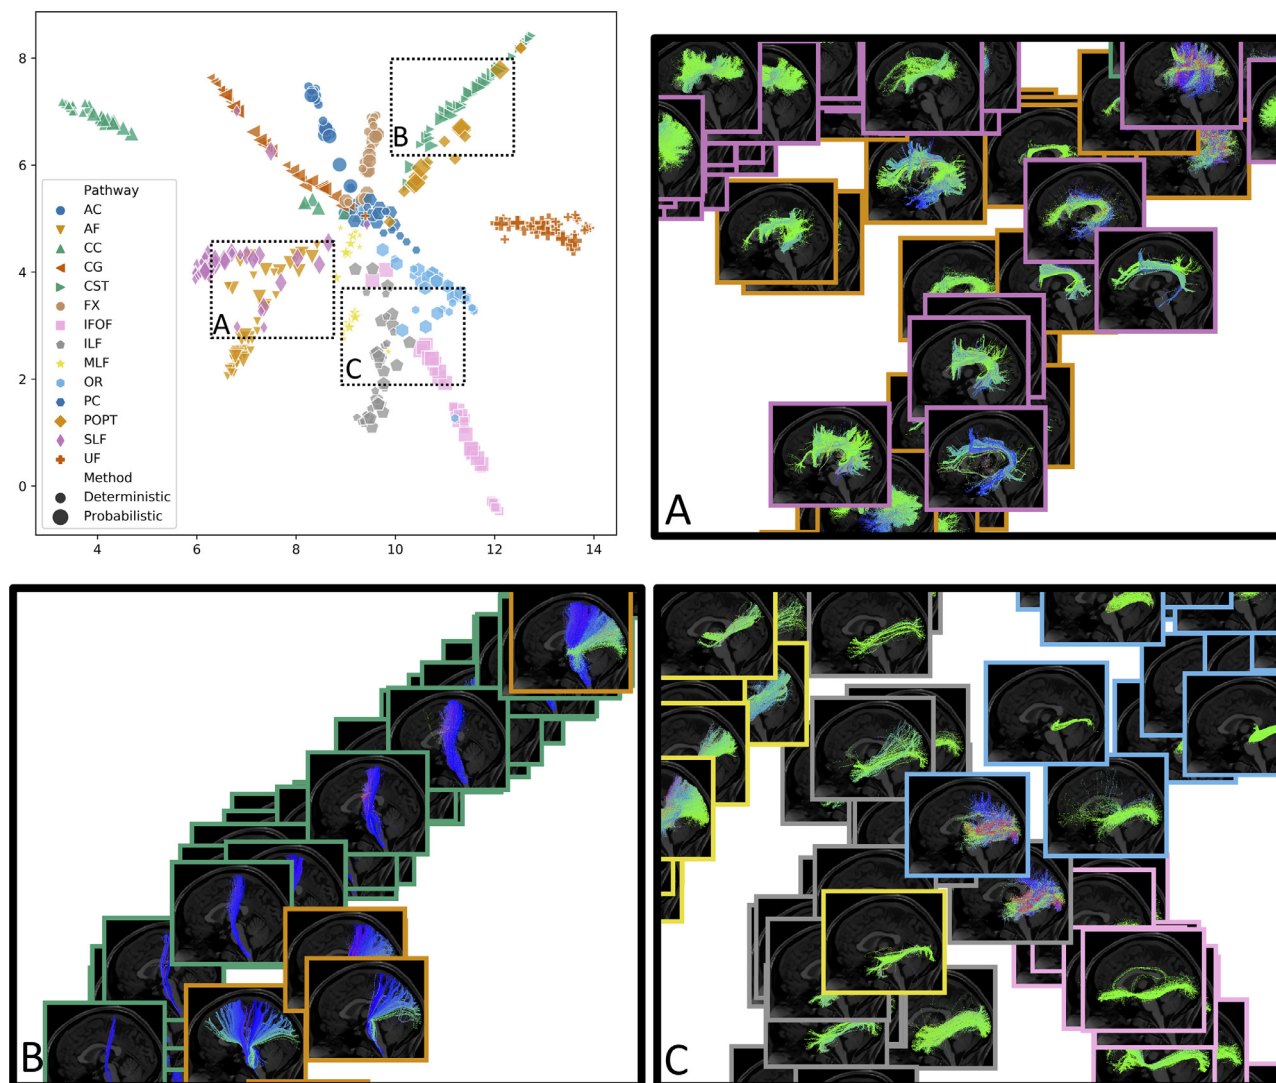 8
6
4
2
0
4
6
8
10
12
14
Pathway
AC
AF
CC
CG
CST
FX
IFOF
ILF
MLF
OR
PC
POPT
SLF
UF
Method
Deterministic
Probabilistic
A
B
C
A
B
C